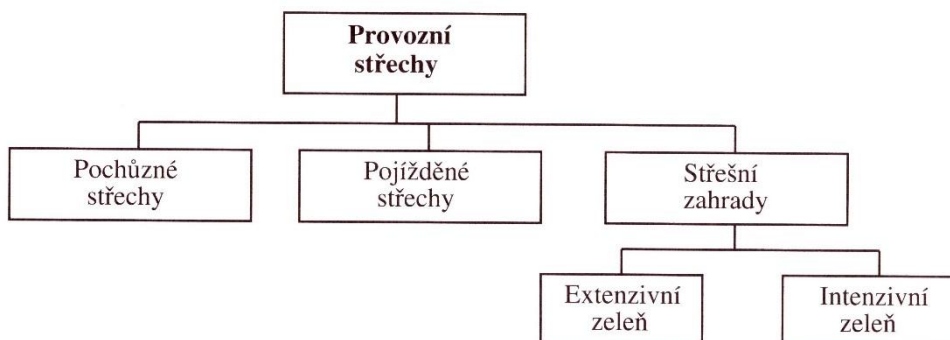 Provozní
střechy
Pochůzné
střechy
Pojížděné
střechy
Střešní
zahrady
Extenzivní
zeleň
Intenzivní
zeleň